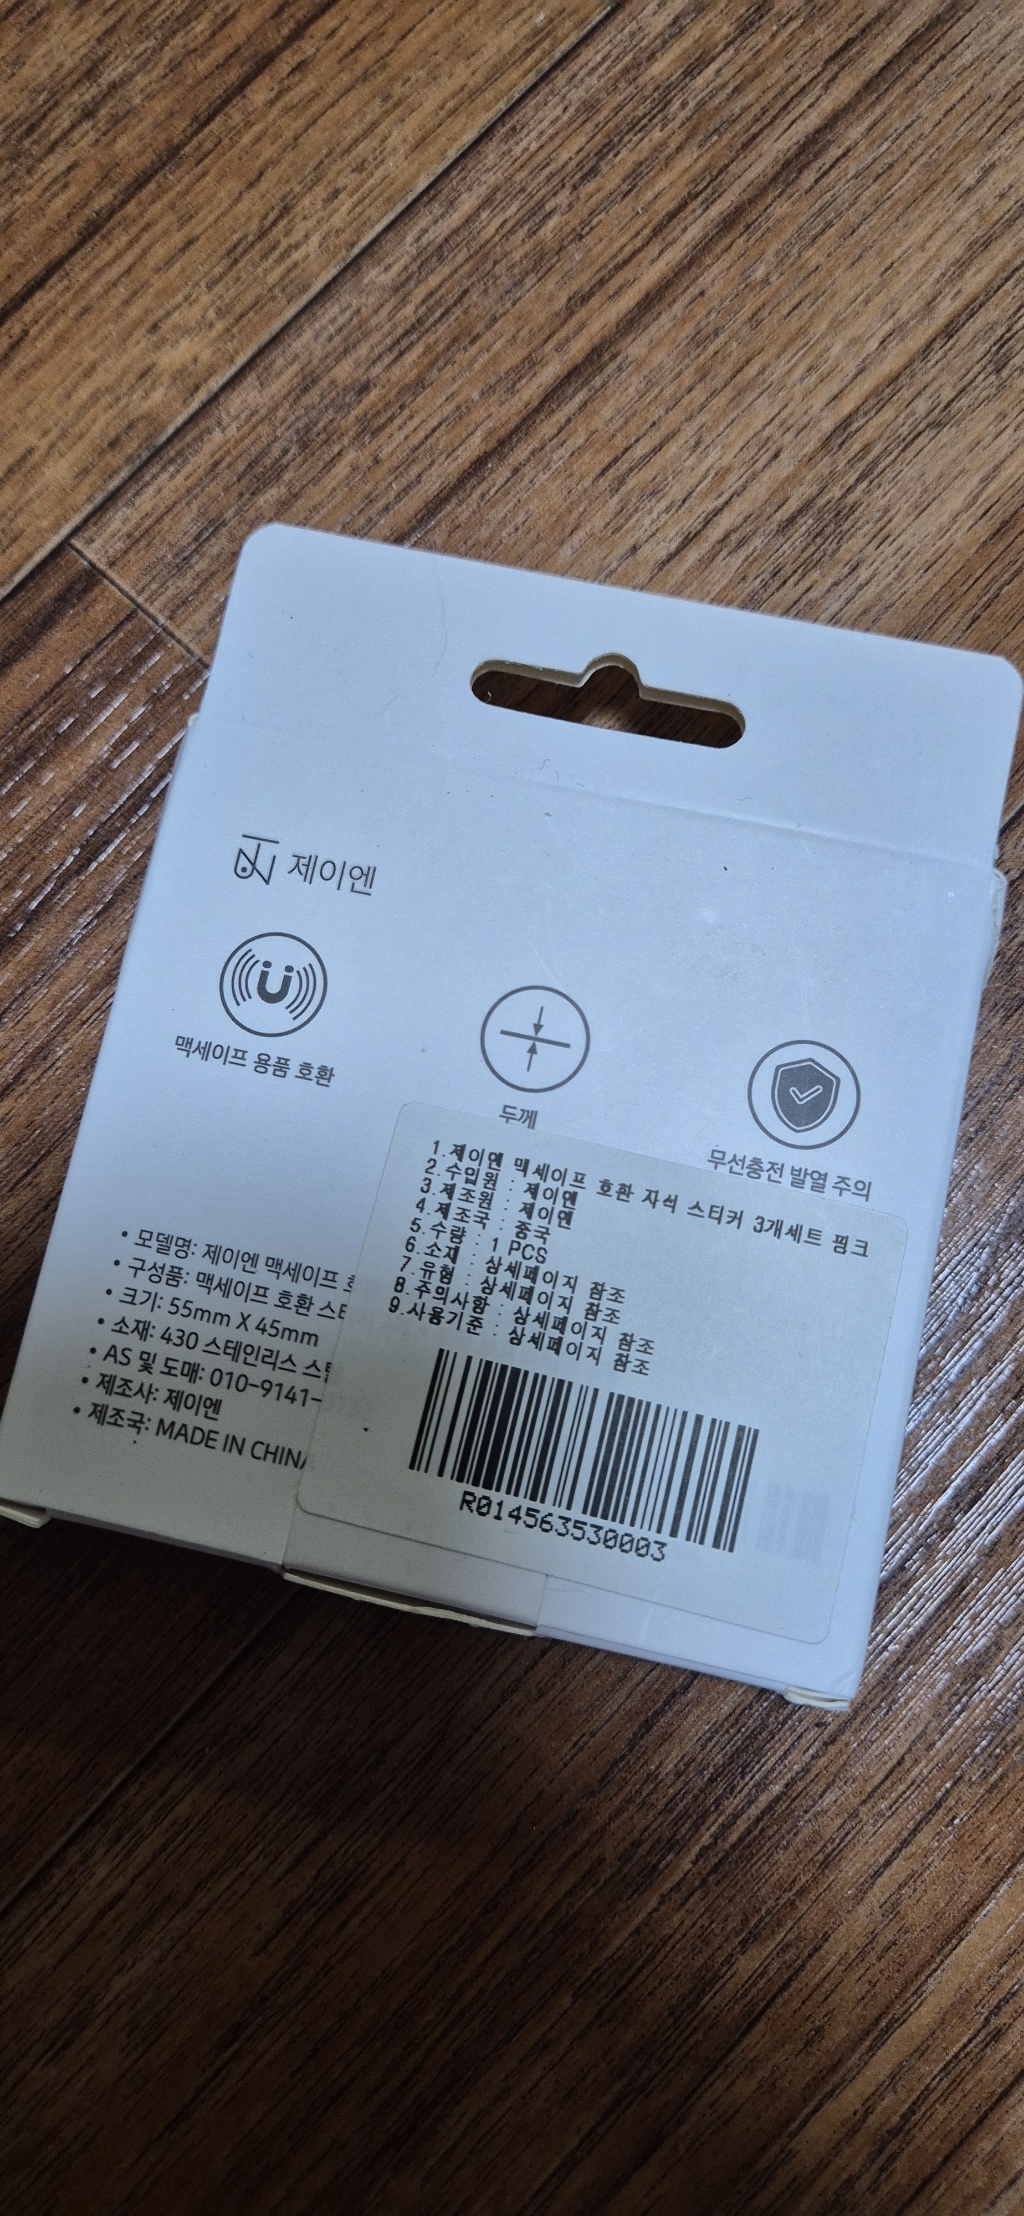 제이엔
맥세이프 용품 호환
두께
무선충전 발열 주의
• 모델명: 제이엔 맥세이프
• 구성품: 맥세이프 호환
• 크기: 55mm X 45mm
• 소재: 430 스테인리스
• AS 및 도매: 010-9141-
• 제조사: 제이엔
• 제조국: MADE IN CHINA
1.제이엔 맥세이프 호환 자석 스티커 3개세트 핑크
2.수입원 : 제이엔
3.제조원 : 제이엔
4.제조국 : 중국
5.수량 : 1 PCS
6.소재 : 상세페이지 참조
7.유형 : 상세페이지 참조
8.주의사항 : 상세페이지 참조
9.사용기준 : 상세페이지 참조
R014563530003